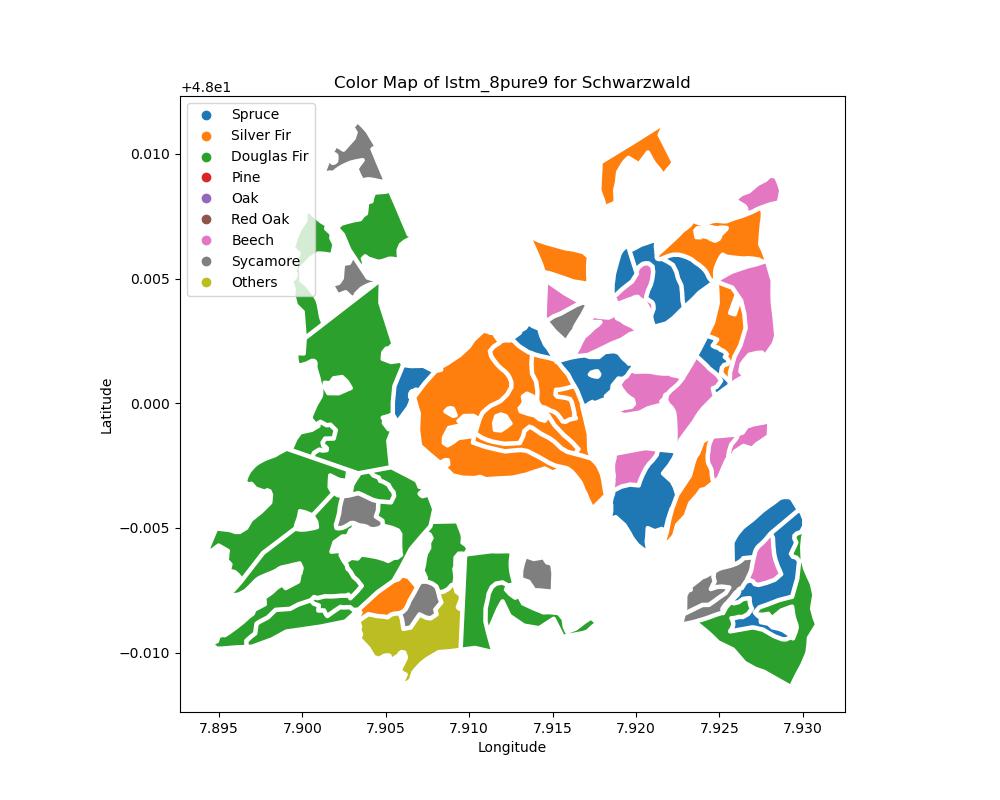 Color Map of lstm_8pure9 for Schwarzwald
+4.8e1
Spruce
Silver Fir
Douglas Fir
Pine
Oak
Red Oak
Beech
Sycamore
Others
0.010
0.005
0.000
−0.005
−0.010
Latitude
7.895 7.900 7.905 7.910 7.915 7.920 7.925 7.930
Longitude